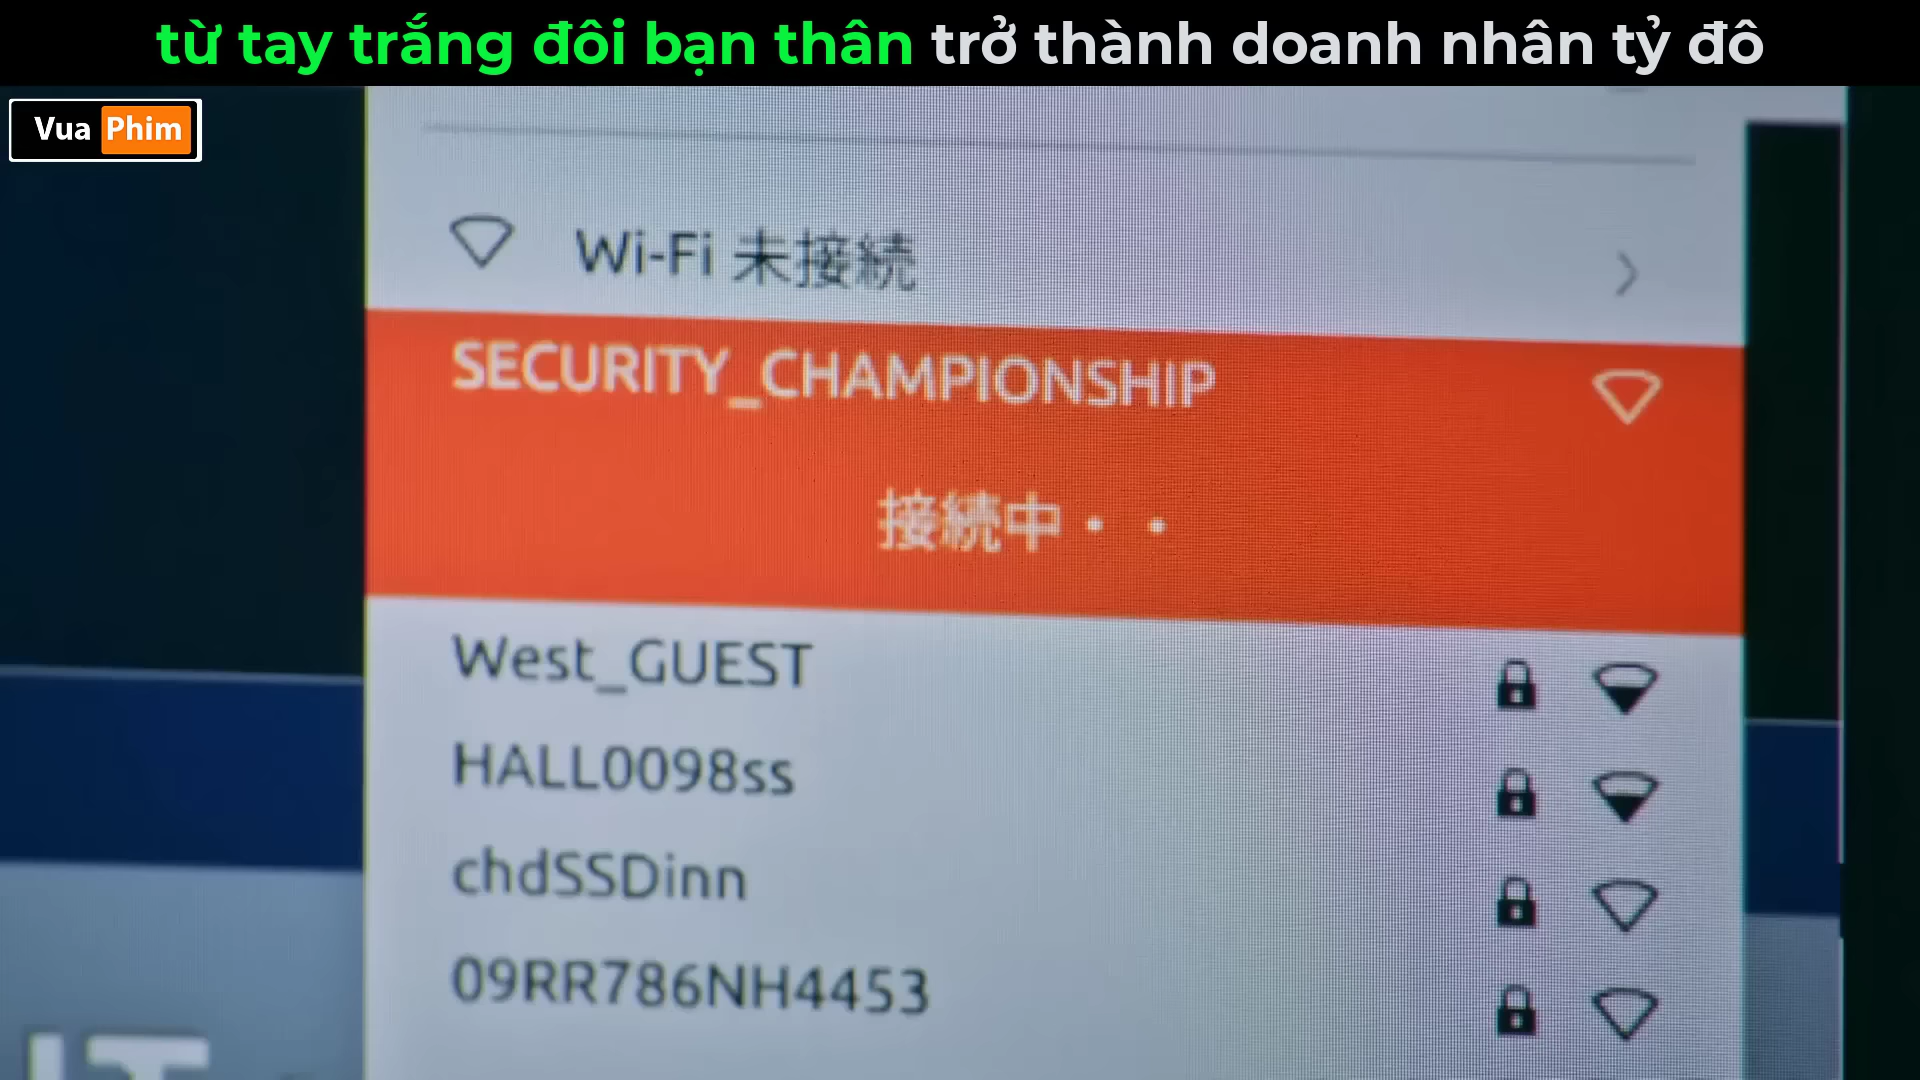 từ tay trắng đôi bạn thân trở thành doanh nhân tỷ đô
Vua Phim
Wi-Fi 未接続
SECURITY_CHAMPIONSHIP
接続中・・
West_GUEST
HALL0098ss
chdSSDinn
09RR786NH4453